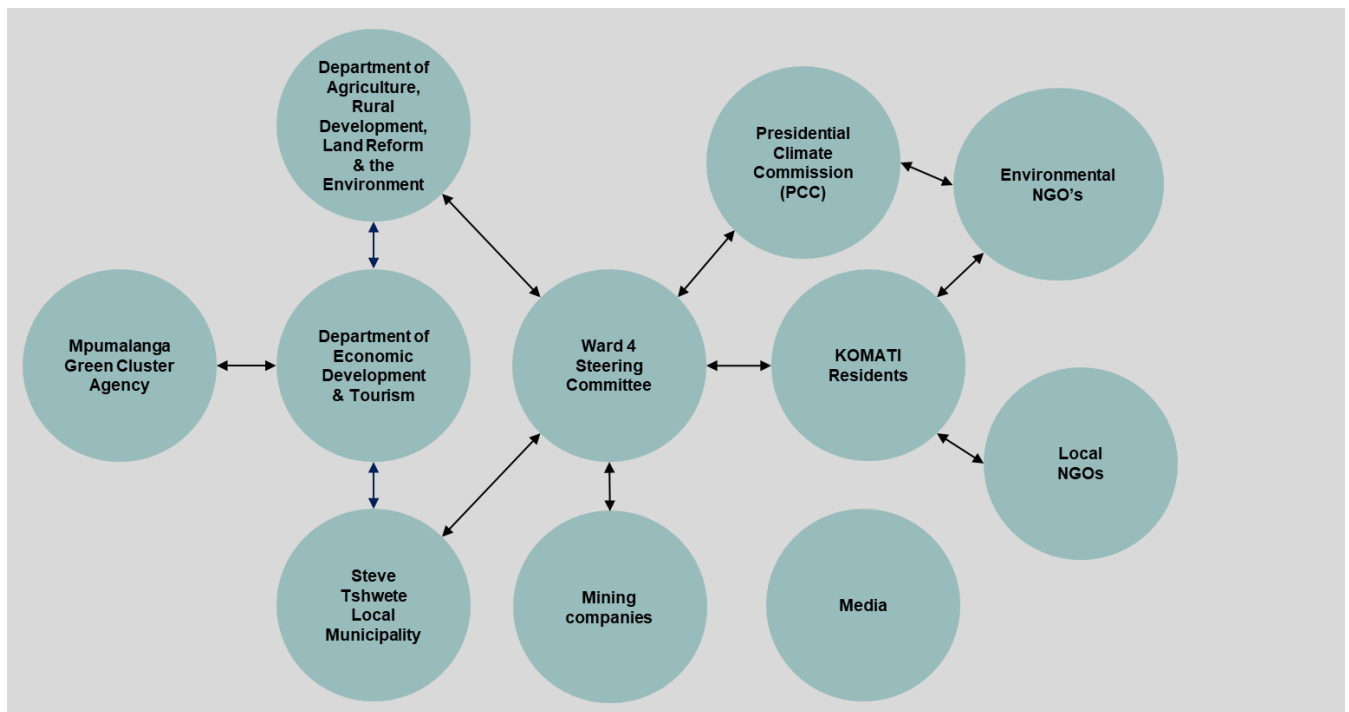 Department of
Agriculture,
Rural
Development,
Land Reform
& the
Environment
Presidential
Climate
Commission
(PCC)
Environmental
NGO’s
Mpumalanga
Green Cluster
Agency
Department of
Economic
Development
& Tourism
Ward 4
Steering
Committee
KOMATI
Residents
Local
NGOs
Steve
Tshwete
Local
Municipality
Mining
companies
Media